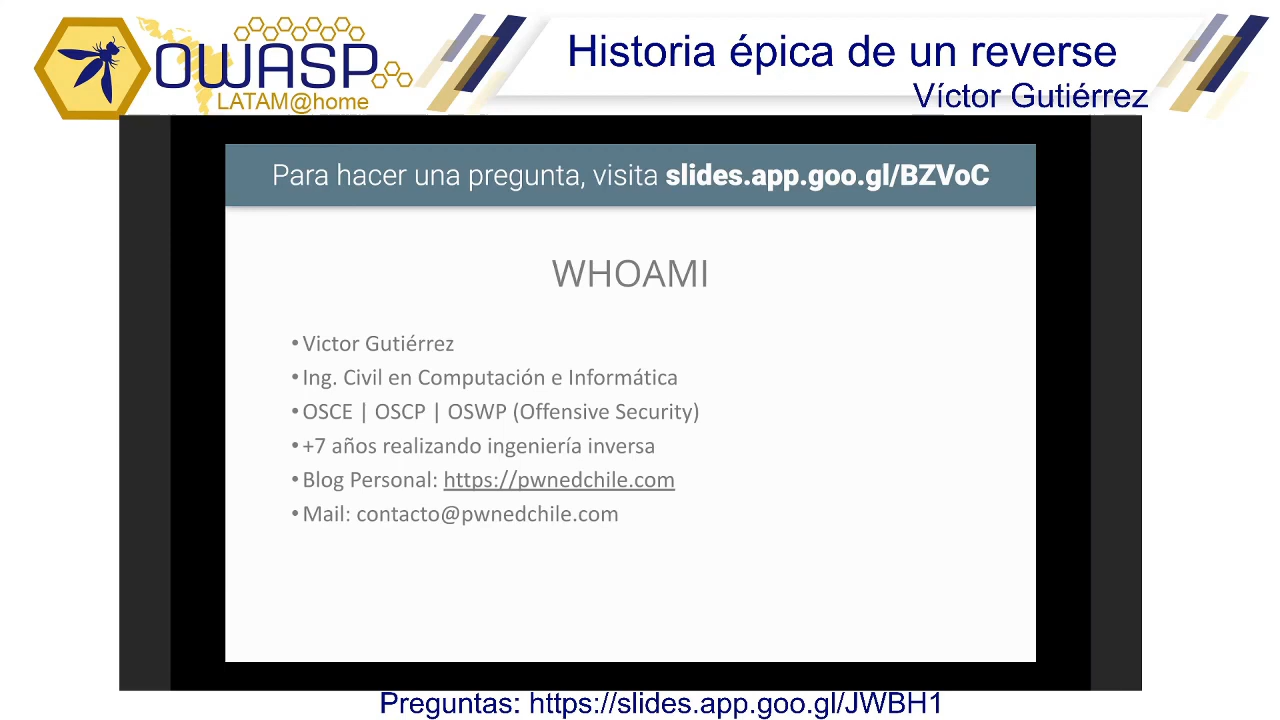 OWASP
LATAM@home
Historia épica de un reverse
Víctor Gutiérrez
Para hacer una pregunta, visita slides.app.goo.gl/BZVoC
WHOAMI
•Victor Gutiérrez
•Ing. Civil en Computación e Informática
•OSCE | OSCP | OSWP (Offensive Security)
•+7 años realizando ingeniería inversa
•Blog Personal: https://pwnedchile.com
•Mail: contacto@pwnedchile.com
Preguntas: https://slides.app.goo.gl/JWBH1